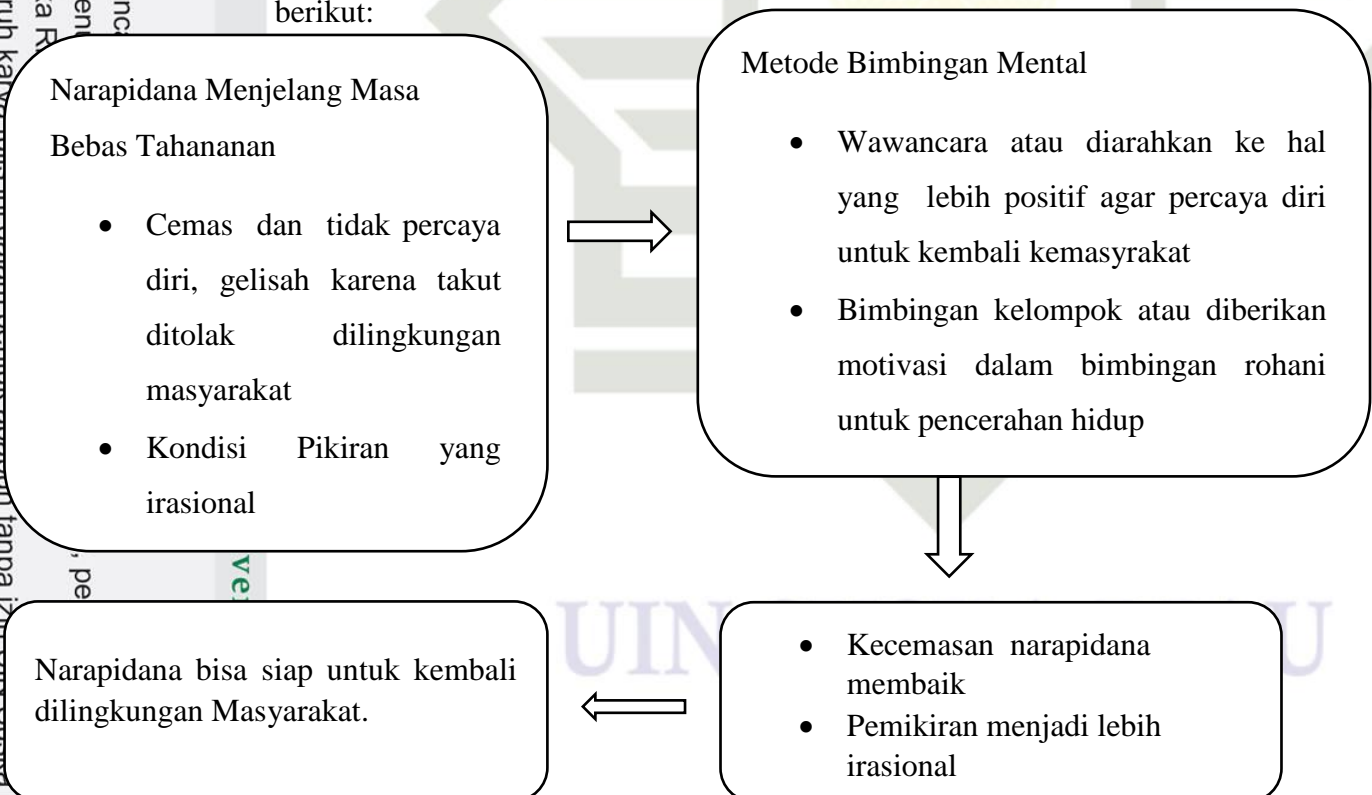 berikut:
Narapidana Menjelang Masa
Bebas Tahananan
• Cemas dan tidak percaya
diri, gelisah karena takut
ditolak dilingkungan
masyarakat
• Kondisi Pikiran yang
irasional
Metode Bimbingan Mental
• Wawancara atau diarahkan ke hal
yang lebih positif agar percaya diri
untuk kembali kemasyrakat
• Bimbingan kelompok atau diberikan
motivasi dalam bimbingan rohani
untuk pencerahan hidup
• Kecemasan narapidana
membaik
• Pemikiran menjadi lebih
irasional
Narapidana bisa siap untuk kembali
dilingkungan Masyarakat.
UIN